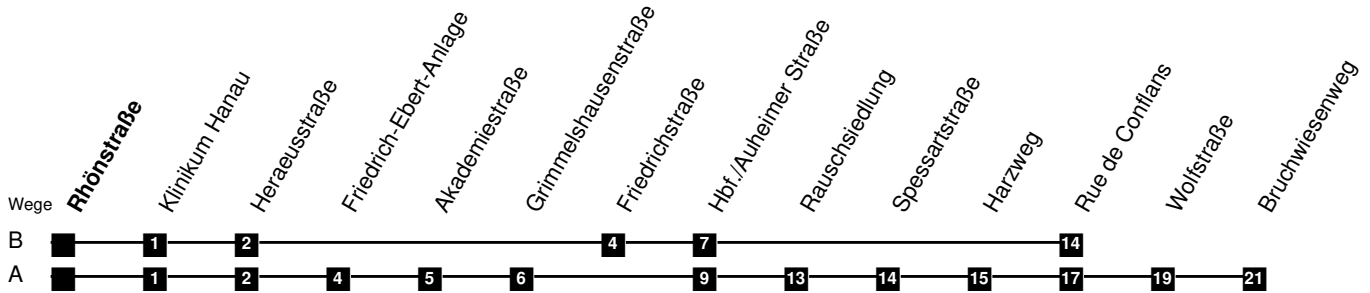 Wege
Rhönstraße
Klinikum Hanau
Heraeusstraße
Friedrich-Ebert-Anlage
Akademiestraße
Grimmelshausenstraße
Friedrichstraße
Hbf./Auheimer Straße
Rauschsiedlung
Spessartstraße
Harzweg
Rue de Conflans
Wolfstraße
Bruchwiesenweg
B 1 2 4 7 14
A 1 2 4 5 6 9 13 14 15 17 19 21